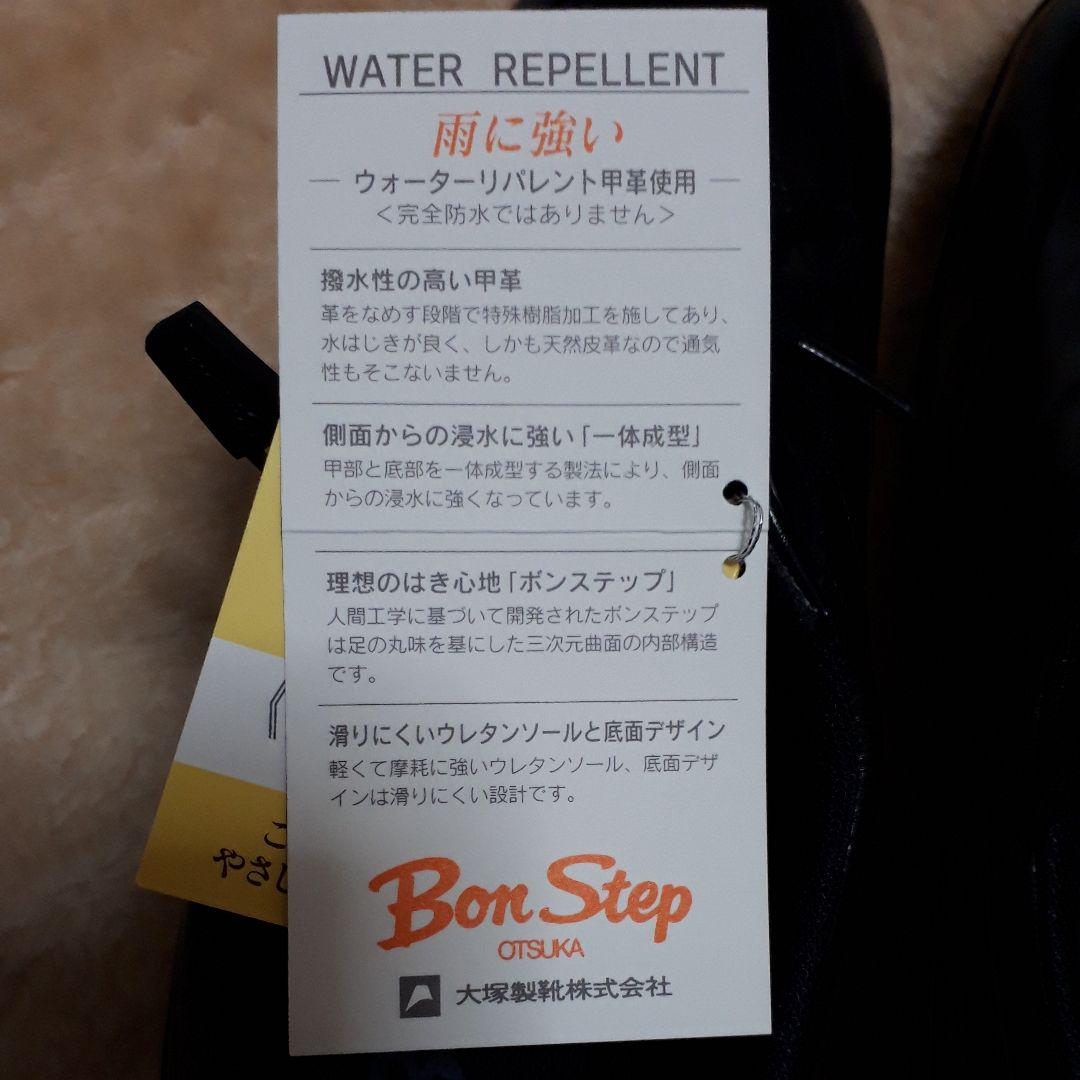 WATER REPELLENT
雨に強い
ウォーターリパレント甲革使用
＜完全防水ではありません＞
撥水性の高い甲革
革をなめす段階で特殊樹脂加工を施してあり、
水はじきが良く、しかも天然皮革なので通気
性もそこないません。
側面からの浸水に強い「一体成型」
甲部と底部を一体成型する製法により、側面
からの浸水に強くなっています。
理想のはき心地「ボンステップ」
人間工学に基づいて開発されたボンステップ
は足の丸味を基にした三次元曲面の内部構造
です。
滑りにくいウレタンソールと底面デザイン
軽くて摩耗に強いウレタンソール、底面デザ
インは滑りにくい設計です。
Bon Step
OTSUKA
大塚製靴株式会社
やさし